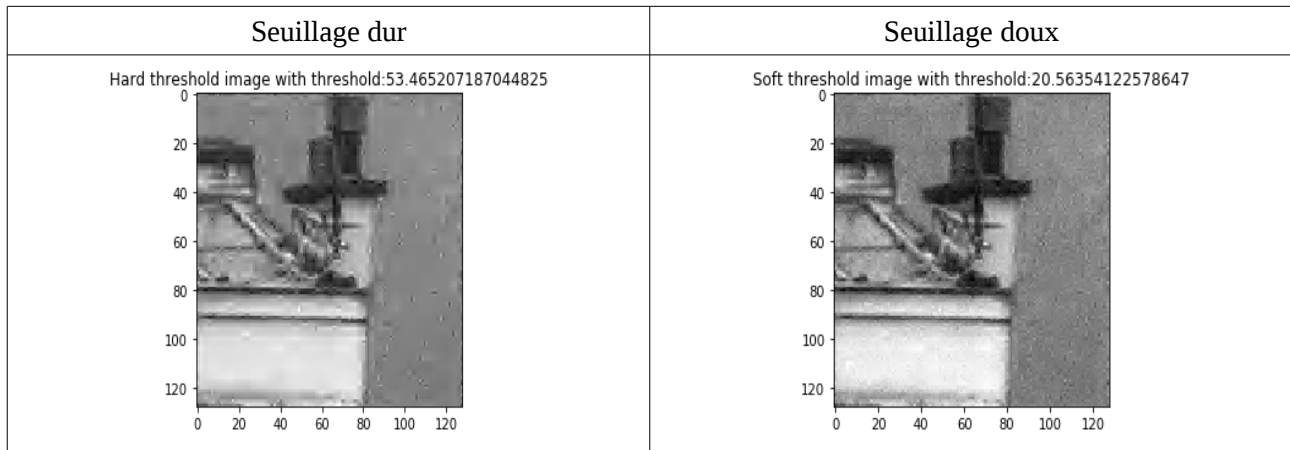 Seuillage dur
Seuillage doux
Hard threshold image with threshold:53.465207187044825
0
20
40
60
80
100
120
0 20 40 60 80 100 120
Soft threshold image with threshold:20.56354122578647
0
20
40
60
80
100
120
0 20 40 60 80 100 120